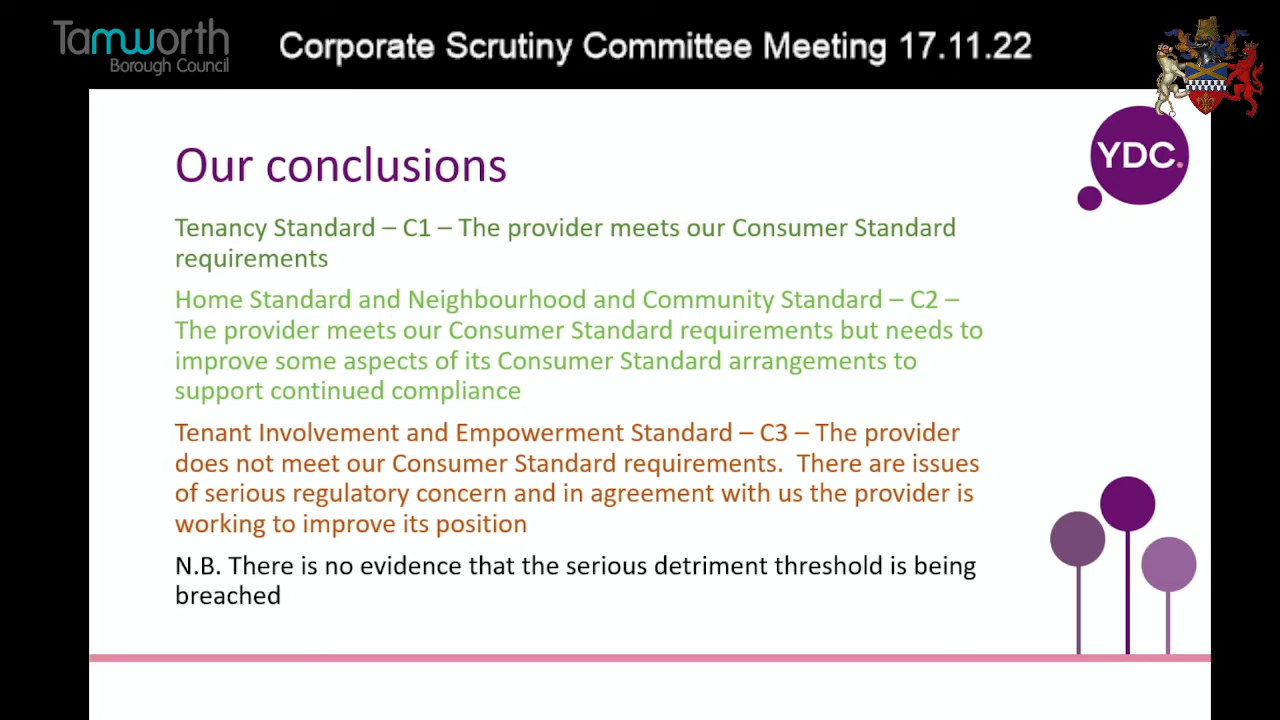 Tamworth
Borough Council
Corporate Scrutiny Committee Meeting 17.11.22
YDC.
Our conclusions
Tenancy Standard – C1 – The provider meets our Consumer Standard
requirements
Home Standard and Neighbourhood and Community Standard – C2 –
The provider meets our Consumer Standard requirements but needs to
improve some aspects of its Consumer Standard arrangements to
support continued compliance
Tenant Involvement and Empowerment Standard – C3 – The provider
does not meet our Consumer Standard requirements.  There are issues
of serious regulatory concern and in agreement with us the provider is
working to improve its position
N.B. There is no evidence that the serious detriment threshold is being
breached